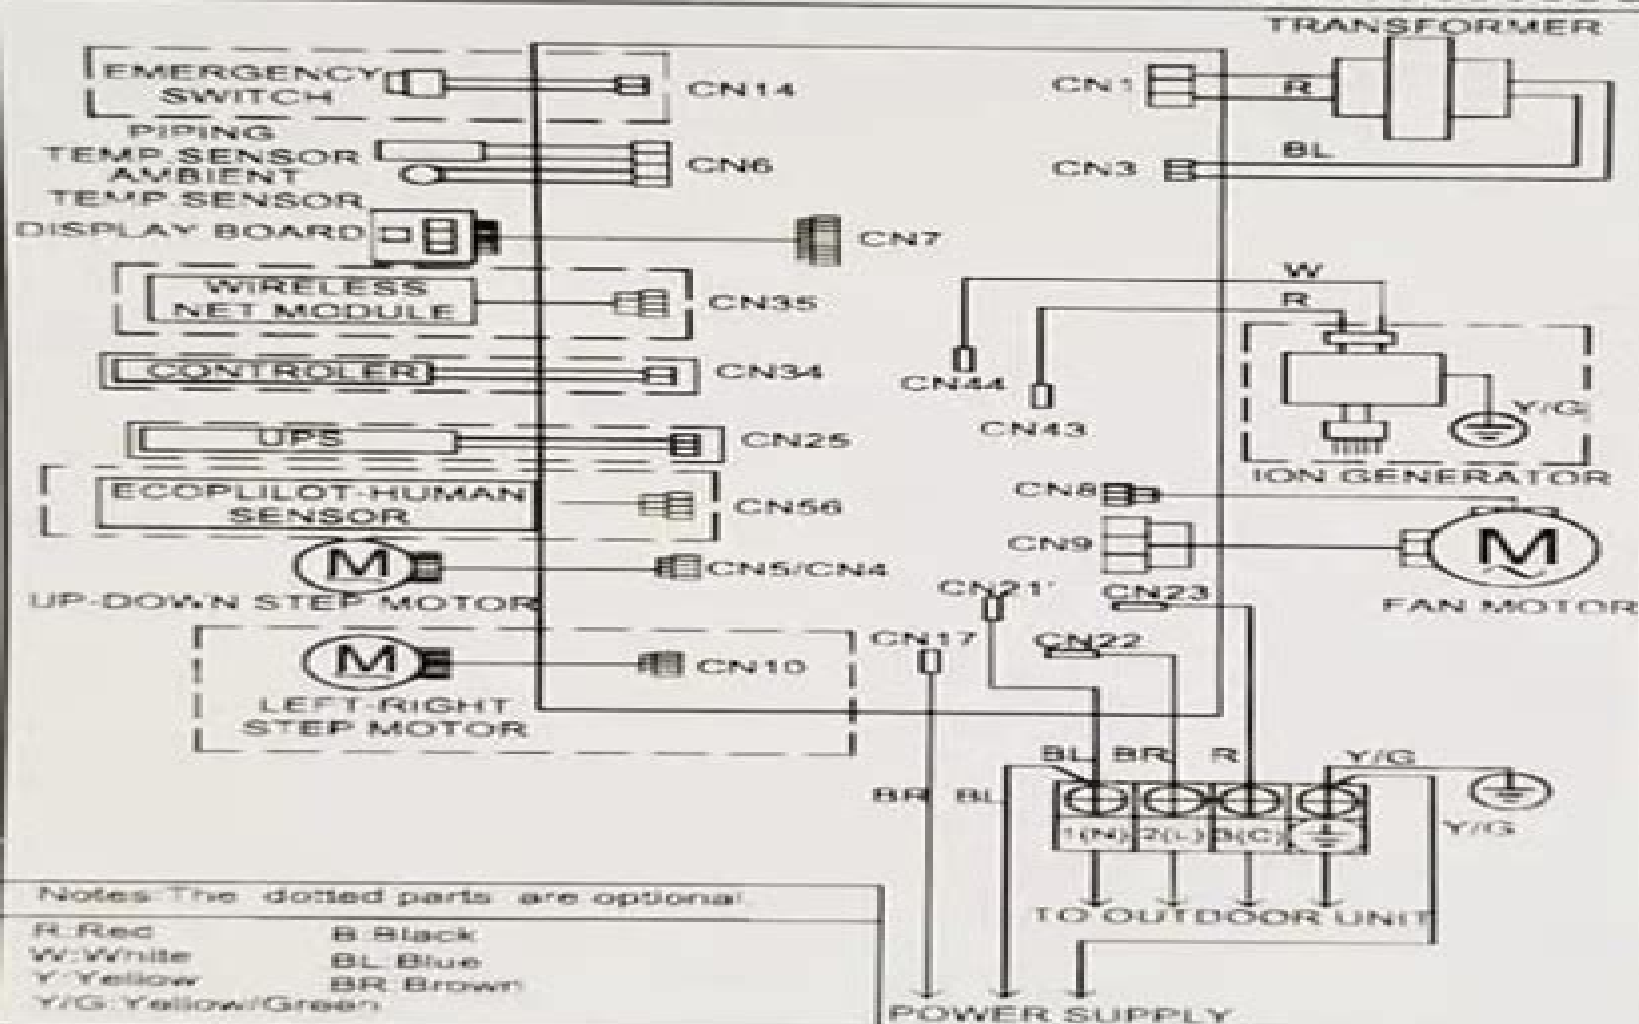 TRANSFORMER
EMERGENCY
SWITCH
CN14
CN1
R
PIPING
TEMP.SENSOR
AMBIENT
TEMP.SENSOR
CN6
BL
CN3
DISPLAY BOARD
CN7
WIRELESS
NET MODULE
CN35
W
R
CONTROLER
CN34
CN44
CN43
Y/G
UPS
CN25
ION GENERATOR
ECOPLILOT-HUMAN
SENSOR
CN56
CN8
CN9
M
FAN MOTOR
M
CN5/CN4
UP-DOWN STEP MOTOR
CN21
CN23
CN17
CN22
M
CN10
LEFT-RIGHT
STEP MOTOR
BL BR R Y/G
BR BL
1(N) 2(L) 3(C)
Y/G
TO OUTDOOR UNIT
POWER SUPPLY
Notes:The dotted parts are optional
R:Red B:Black
W:White BL:Blue
Y:Yellow BR:Brown
Y/G:Yellow/Green